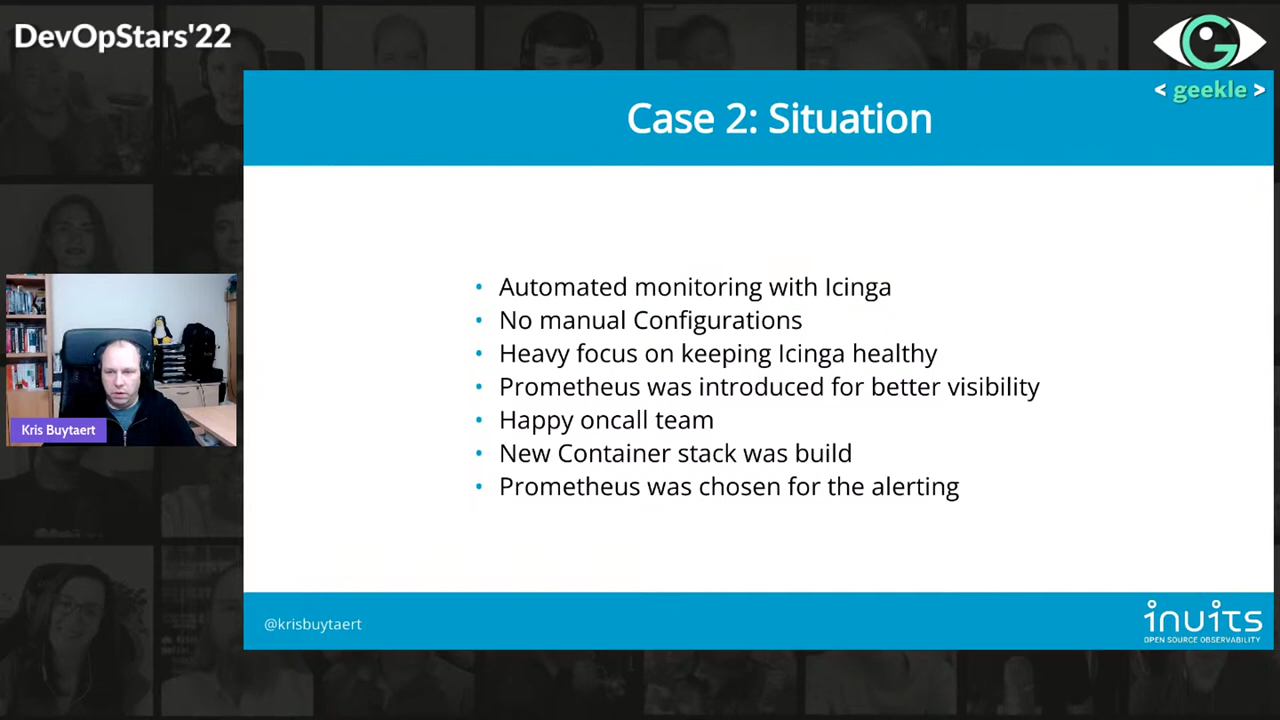 DevOpStars'22
< geekle >
Case 2: Situation
• Automated monitoring with Icinga
• No manual Configurations
• Heavy focus on keeping Icinga healthy
• Prometheus was introduced for better visibility
• Happy oncall team
• New Container stack was build
• Prometheus was chosen for the alerting
Kris Buytaert
@krisbuytaert
inuits
OPEN SOURCE OBSERVABILITY